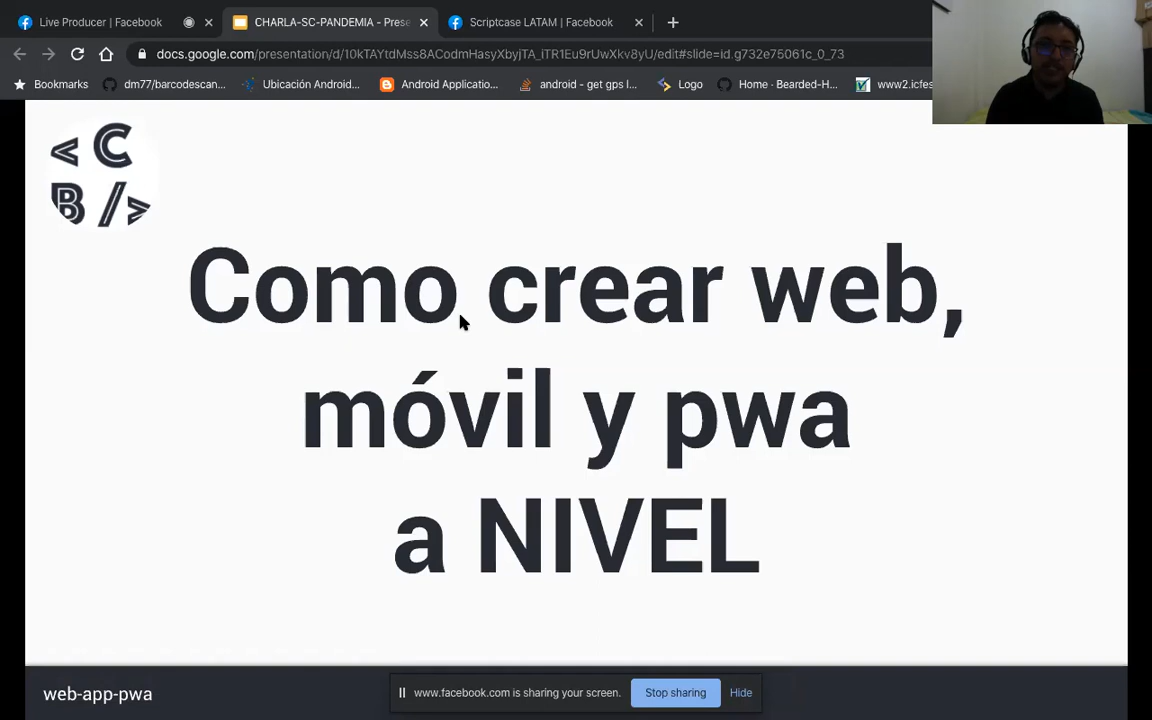 Live Producer | Facebook
CHARLA-SC-PANDEMIA - Prese
Scriptcase LATAM | Facebook
docs.google.com/presentation/d/10kTAYtdMss8ACodmHasyXbyjTA_iTR1Eu9rUwXkv8yU/edit#slide=id.g732e75061c_0_73
Bookmarks
dm77/barcodescan...
Ubicación Android...
Android Applicatio...
android - get gps l...
Logo
Home · Bearded-H...
www2.icfes
< C
B />
Como crear web,
móvil y pwa
a NIVEL
web-app-pwa
www.facebook.com is sharing your screen.
Stop sharing
Hide